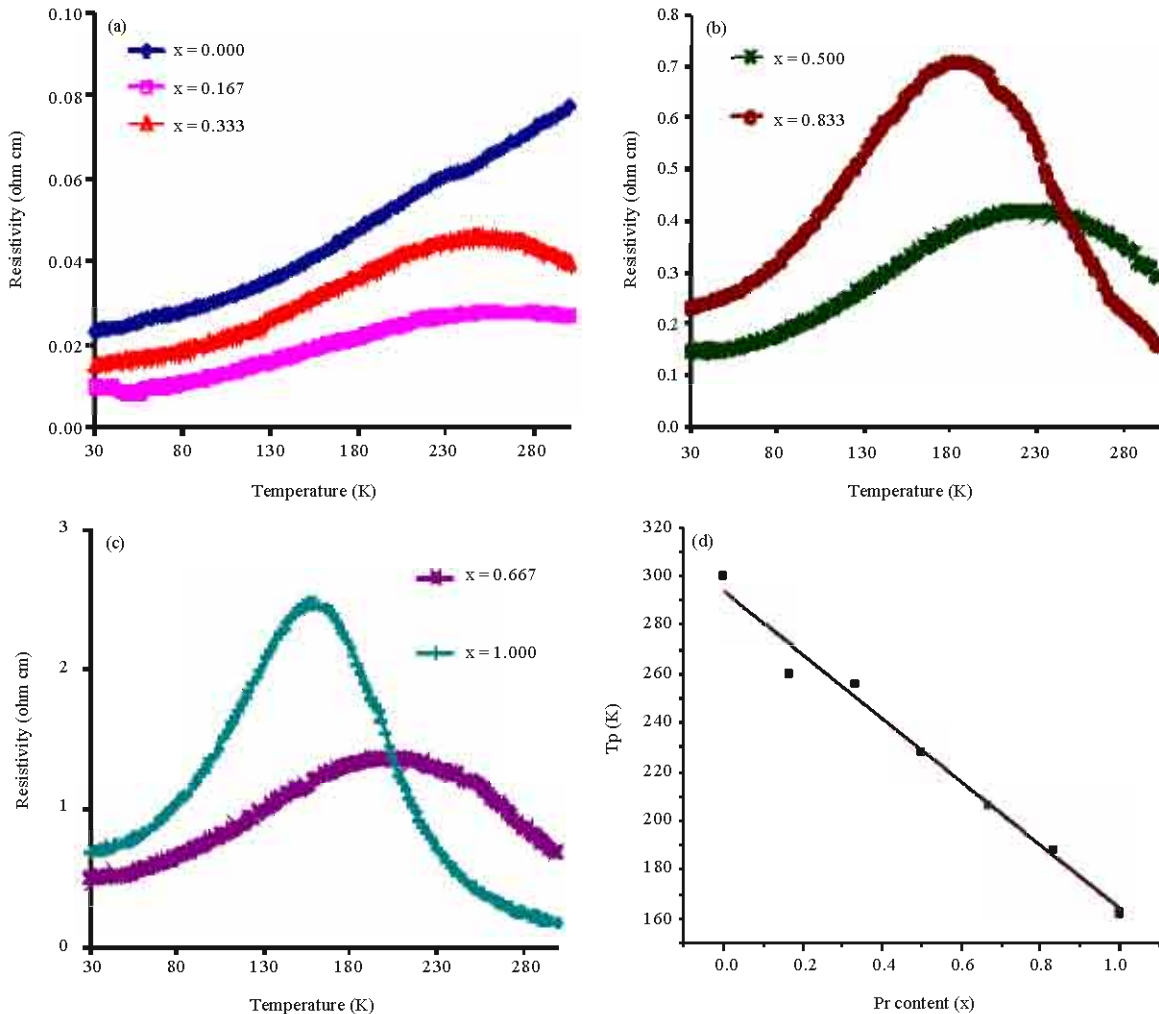 (a)
x = 0.000
x = 0.167
x = 0.333
0.10
0.08
0.06
0.04
0.02
0.00
Resistivity (ohm cm)
30 80 130 180 230 280
Temperature (K)
(b)
x = 0.500
x = 0.833
0.8
0.7
0.6
0.5
0.4
0.3
0.2
0.1
0.0
Resistivity (ohm cm)
30 80 130 180 230 280
Temperature (K)
(c)
x = 0.667
x = 1.000
3
2
1
0
Resistivity (ohm cm)
30 80 130 180 230 280
Temperature (K)
(d)
320
300
280
260
240
220
200
180
160
Tp (K)
0.0 0.2 0.4 0.6 0.8 1.0
Pr content (x)